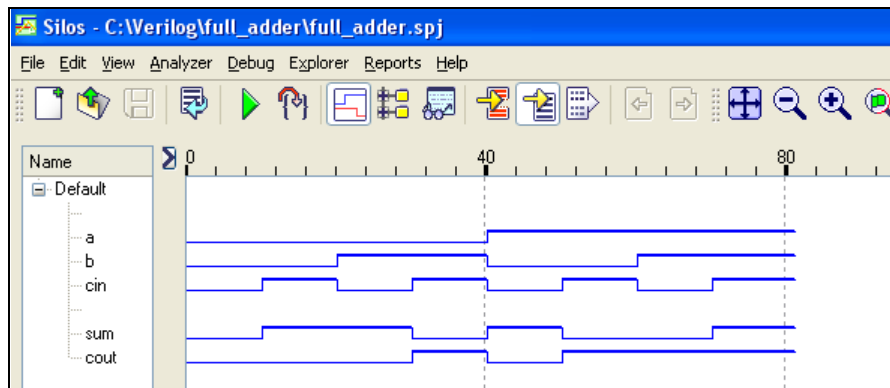 Silos - C:\Verilog\full_adder\full_adder.spj
File Edit View Analyzer Debug Explorer Reports Help
Name 0 40 80
Default
a
b
cin
sum
cout